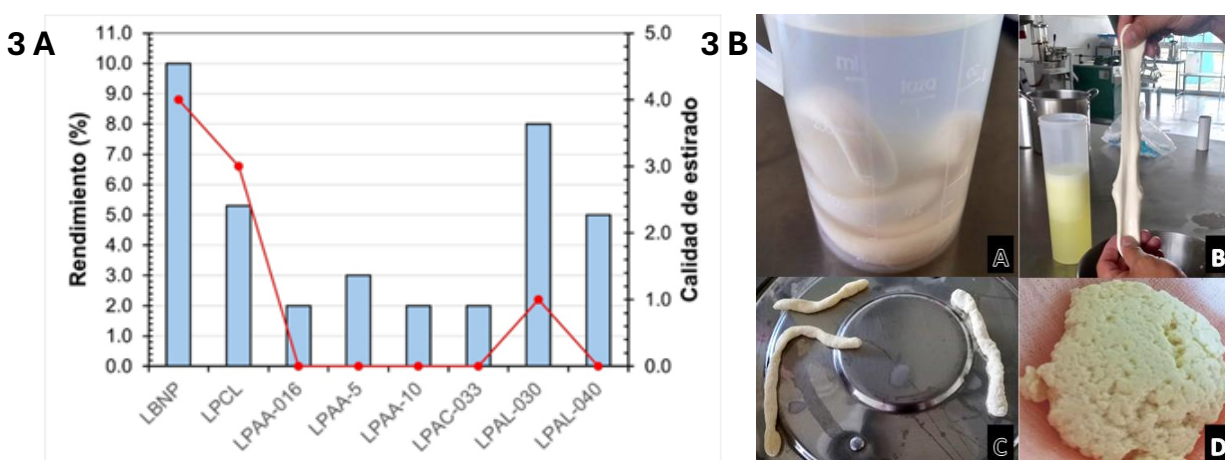 3 A
Rendimiento (%)
11.0
10.0
9.0
8.0
7.0
6.0
5.0
4.0
3.0
2.0
1.0
0.0
5.0
4.0
3.0
2.0
1.0
0.0
Calidad de estirado
LBNP
LPCL
LPAA-016
LPAA-5
LPAA-10
LPAC-033
LPAL-030
LPAL-040
3 B
A
B
C
D